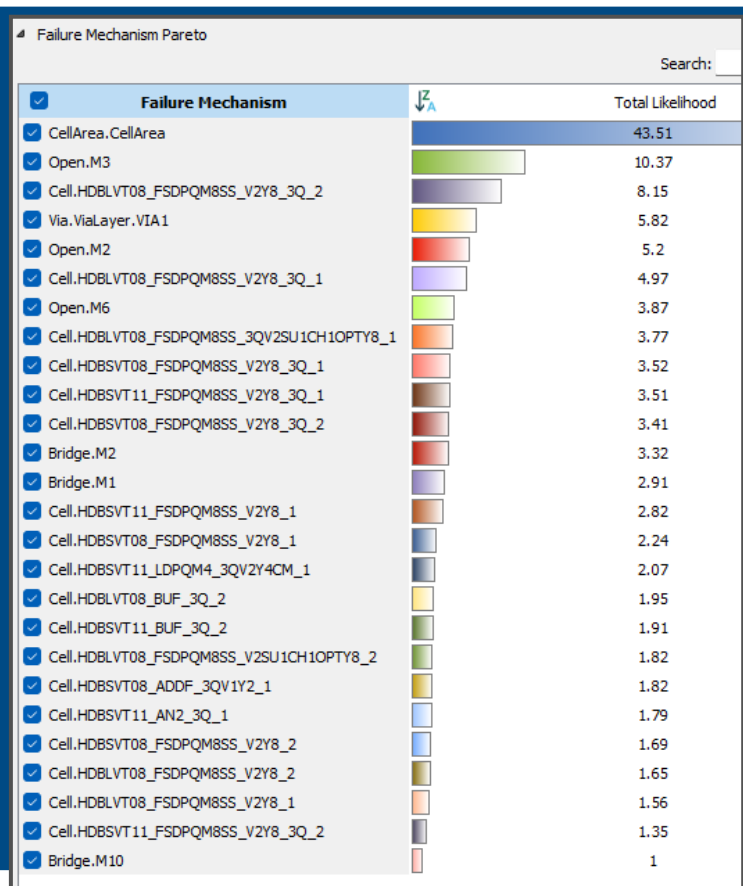 Failure Mechanism Pareto
Search:
Failure Mechanism Z A Total Likelihood
CellArea.CellArea 43.51
Open.M3 10.37
Cell.HDBLVT08_FSDPQM8SS_V2Y8_3Q_2 8.15
Via.ViaLayer.VIA1 5.82
Open.M2 5.2
Cell.HDBLVT08_FSDPQM8SS_V2Y8_3Q_1 4.97
Open.M6 3.87
Cell.HDBLVT08_FSDPQM8SS_3QV2SU1CH1OPTY8_1 3.77
Cell.HDBSVT08_FSDPQM8SS_V2Y8_3Q_1 3.52
Cell.HDBSVT11_FSDPQM8SS_V2Y8_3Q_1 3.51
Cell.HDBSVT08_FSDPQM8SS_V2Y8_3Q_2 3.41
Bridge.M2 3.32
Bridge.M1 2.91
Cell.HDBSVT11_FSDPQM8SS_V2Y8_1 2.82
Cell.HDBSVT08_FSDPQM8SS_V2Y8_1 2.24
Cell.HDBSVT11_LDPQM4_3QV2Y4CM_1 2.07
Cell.HDBLVT08_BUF_3Q_2 1.95
Cell.HDBSVT11_BUF_3Q_2 1.91
Cell.HDBLVT08_FSDPQM8SS_V2SU1CH1OPTY8_2 1.82
Cell.HDBSVT08_ADDF_3QV1Y2_1 1.82
Cell.HDBSVT11_AN2_3Q_1 1.79
Cell.HDBSVT08_FSDPQM8SS_V2Y8_2 1.69
Cell.HDBLVT08_FSDPQM8SS_V2Y8_2 1.65
Cell.HDBLVT08_FSDPQM8SS_V2Y8_1 1.56
Cell.HDBSVT11_FSDPQM8SS_V2Y8_3Q_2 1.35
Bridge.M10 1